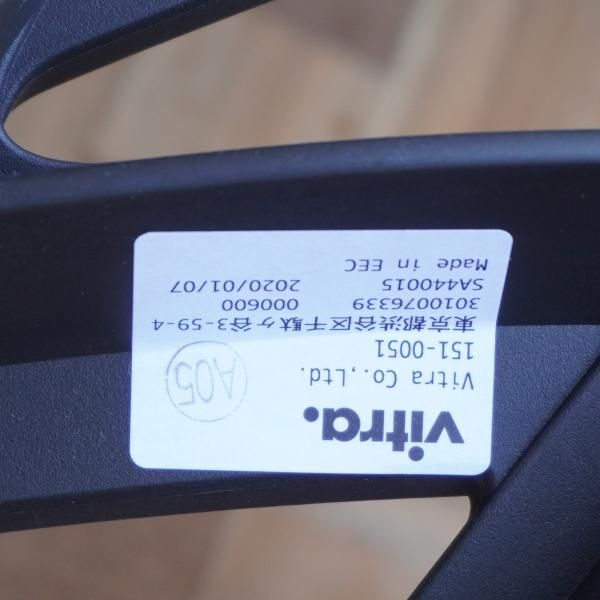 vitra.
Vitra Co.,Ltd.
151-0051
東京都渋谷区千駄ヶ谷3-59-4
3010076339 000600
SA440015 2020/01/07
Made in EEC
A05